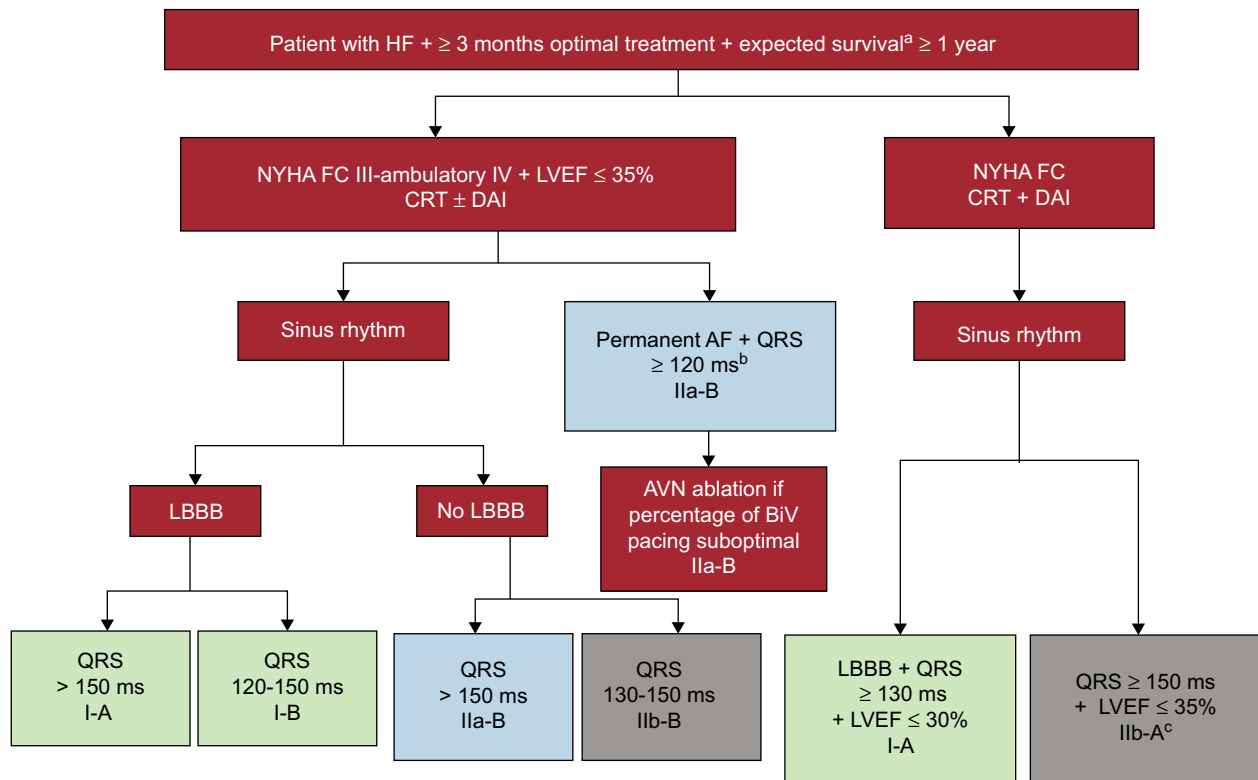 Patient with HF + ≥ 3 months optimal treatment + expected survivalᵃ ≥ 1 year
NYHA FC III-ambulatory IV + LVEF ≤ 35%
CRT ± DAI
NYHA FC
CRT + DAI
Sinus rhythm
Permanent AF + QRS
≥ 120 msᵇ
IIa-B
Sinus rhythm
LBBB
No LBBB
AVN ablation if
percentage of BiV
pacing suboptimal
IIa-B
QRS
> 150 ms
I-A
QRS
120-150 ms
I-B
QRS
> 150 ms
IIa-B
QRS
130-150 ms
IIb-B
LBBB + QRS
≥ 130 ms
+ LVEF ≤ 30%
I-A
QRS ≥ 150 ms
+ LVEF ≤ 35%
IIb-Aᶜ